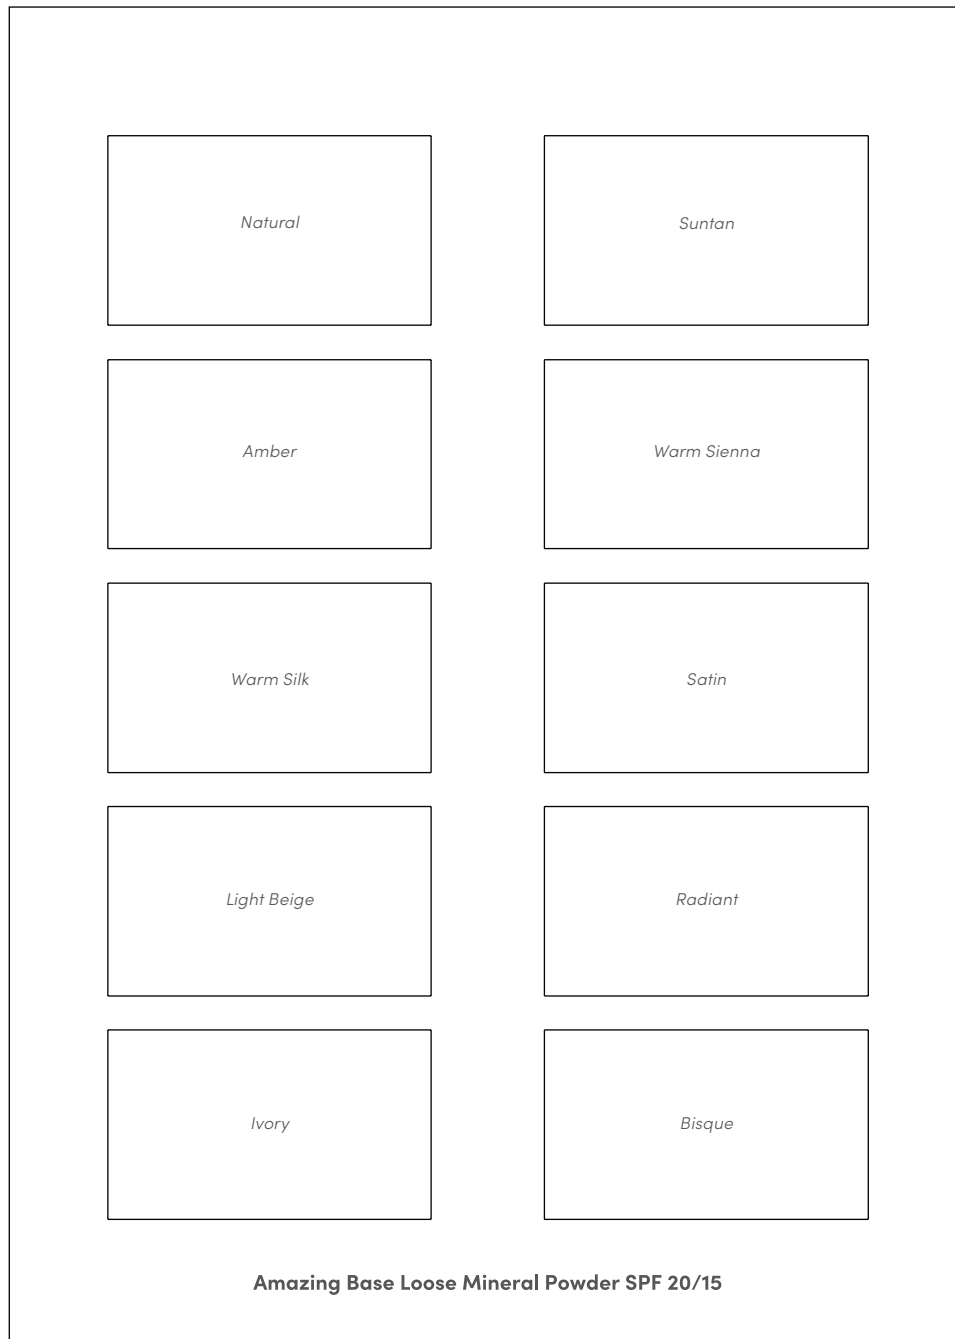 Natural
Suntan
Amber
Warm Sienna
Warm Silk
Satin
Light Beige
Radiant
Ivory
Bisque
Amazing Base Loose Mineral Powder SPF 20/15